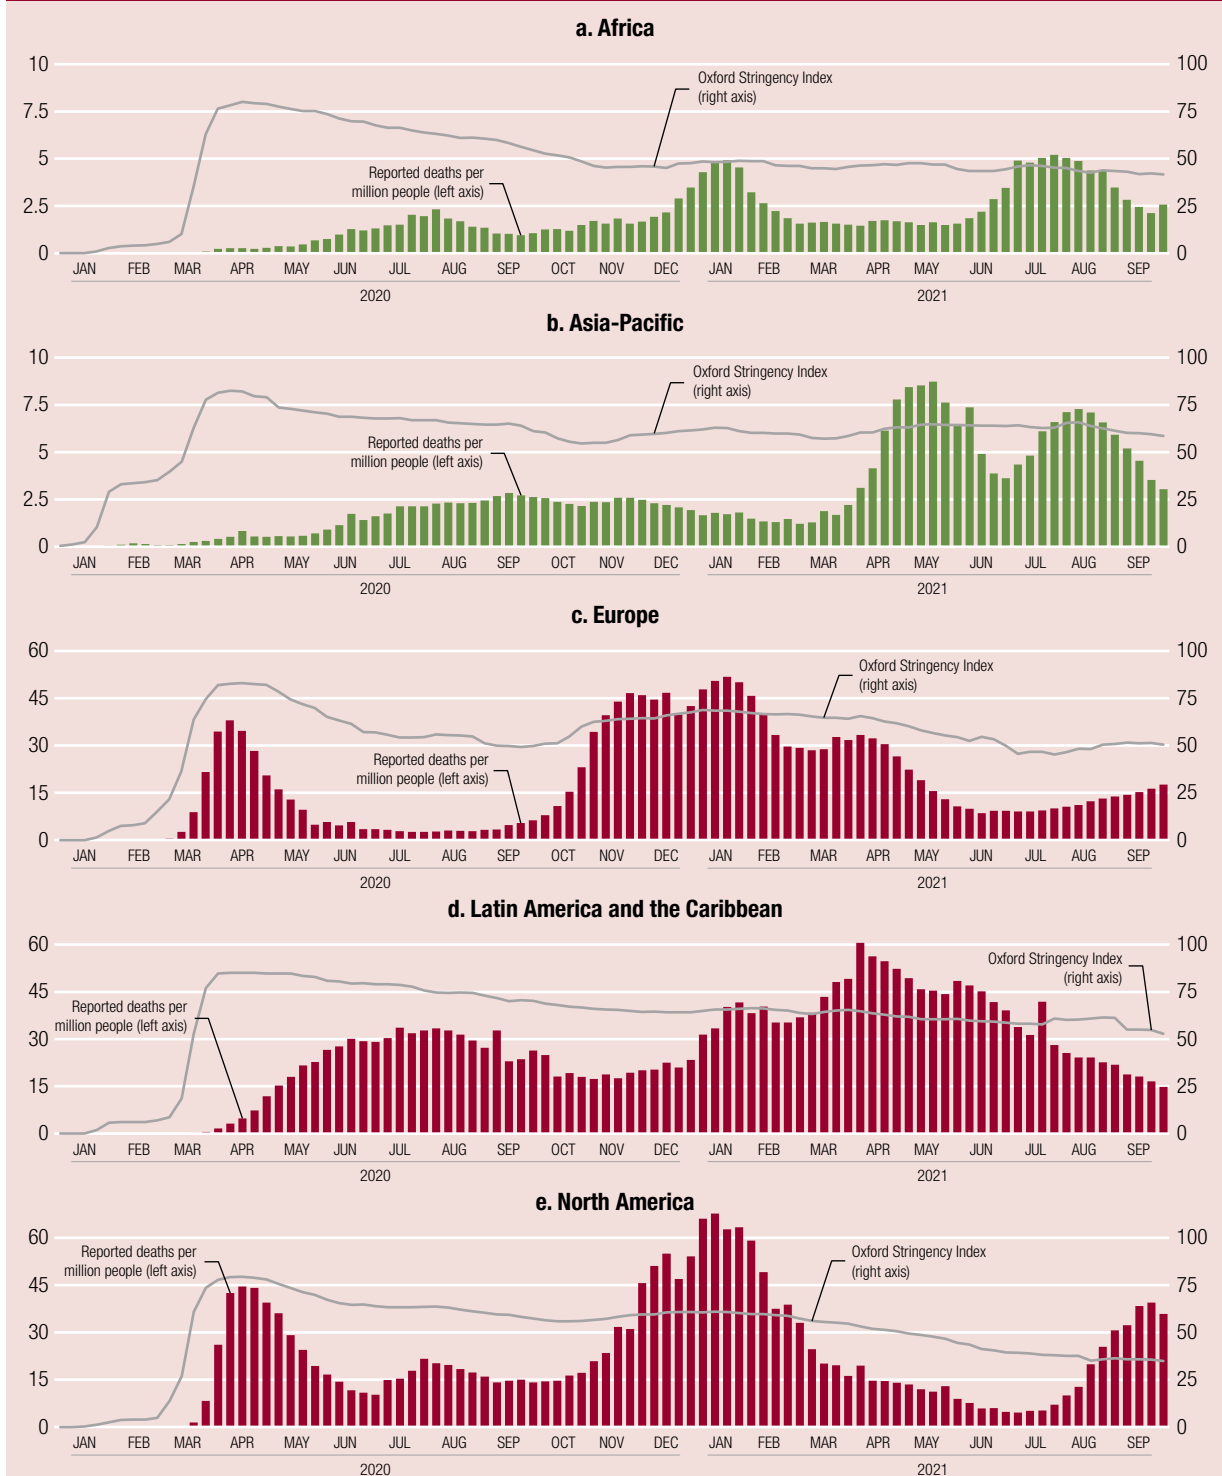 a. Africa
10
100
Oxford Stringency Index
(right axis)
7.5
75
Reported deaths per
million people (left axis)
5
50
2.5
25
0
0
JAN FEB MAR APR MAY JUN JUL AUG SEP OCT NOV DEC JAN FEB MAR APR MAY JUN JUL AUG SEP
2020 2021
b. Asia-Pacific
10
100
Oxford Stringency Index
(right axis)
7.5
75
Reported deaths per
million people (left axis)
5
50
2.5
25
0
0
JAN FEB MAR APR MAY JUN JUL AUG SEP OCT NOV DEC JAN FEB MAR APR MAY JUN JUL AUG SEP
2020 2021
c. Europe
60
100
Oxford Stringency Index
(right axis)
45
75
Reported deaths per
million people (left axis)
30
50
15
25
0
0
JAN FEB MAR APR MAY JUN JUL AUG SEP OCT NOV DEC JAN FEB MAR APR MAY JUN JUL AUG SEP
2020 2021
d. Latin America and the Caribbean
60
100
Oxford Stringency Index
(right axis)
45
75
Reported deaths per
million people (left axis)
30
50
15
25
0
0
JAN FEB MAR APR MAY JUN JUL AUG SEP OCT NOV DEC JAN FEB MAR APR MAY JUN JUL AUG SEP
2020 2021
e. North America
60
100
Reported deaths per
million people (left axis)
Oxford Stringency Index
(right axis)
45
75
30
50
15
25
0
0
JAN FEB MAR APR MAY JUN JUL AUG SEP OCT NOV DEC JAN FEB MAR APR MAY JUN JUL AUG SEP
2020 2021